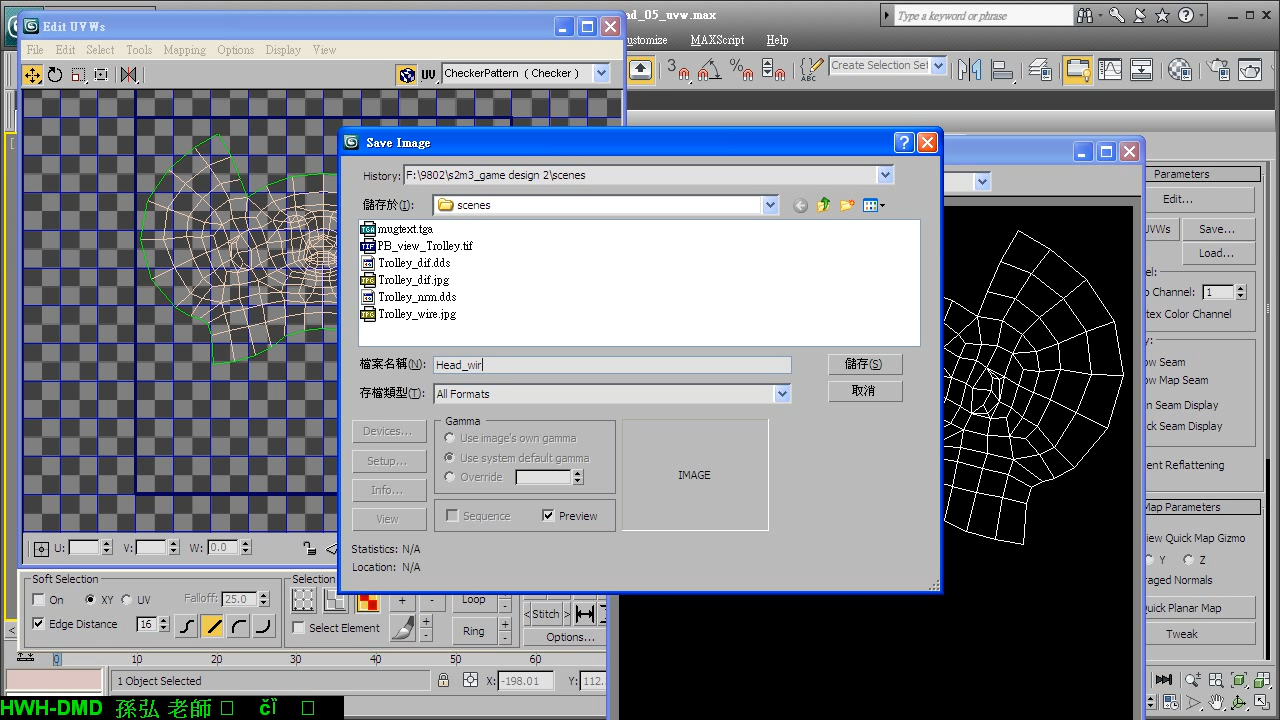 Edit UVWs
nd_05_uvw.max
Type a keyword or phrase
File Edit Select Tools Mapping Options Display View
ustomize MAXScript Help
UV CheckerPattern ( Checker )
3
Create Selection Set
Save Image
History: F:\9802\s2m3_game design 2\scenes
儲存於(I): scenes
mugtext.tga
PB_view_Trolley.tif
Trolley_dif.dds
Trolley_dif.jpg
Trolley_nrm.dds
Trolley_wire.jpg
檔案名稱(N): Head_wir
儲存(S)
存檔類型(T): All Formats
取消
Devices...
Setup...
Info...
View
Gamma
Use image's own gamma
Use system default gamma
Override
Sequence
Preview
IMAGE
Statistics: N/A
Location: N/A
Parameters
Edit...
UVWs Save...
Load...
el:
p Channel: 1
tex Color Channel
y:
ow Seam
ow Map Seam
n Seam Display
ck Seam Display
ent Reflattening
Map Parameters
iew Quick Map Gizmo
Y Z
raged Normals
uick Planar Map
Tweak
U: V: W: 0.0
Soft Selection
On XY UV Falloff: 25.0
Edge Distance 16
Selection
+ - Loop + -
Select Element
+ - Ring + -
Stitch
Options...
0 10 20 30 40 50 60
1 Object Selected X: -198.01 Y: 112.
HWH-DMD 孫弘 老師